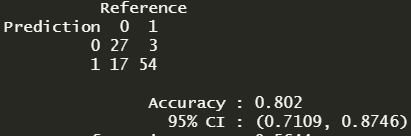 Reference
Prediction 0 1
0 27 3
1 17 54
Accuracy : 0.802
95% CI : (0.7109, 0.8746)